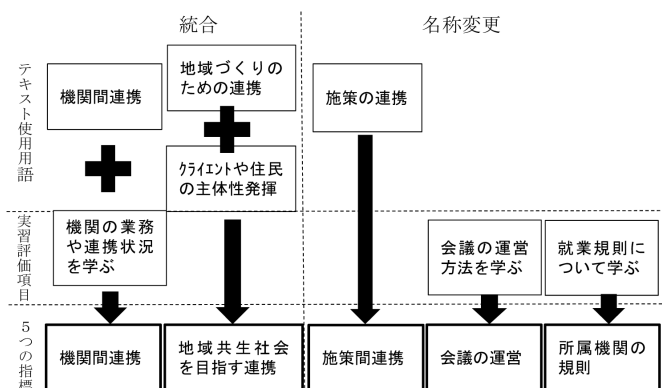 統合
名称変更
テキスト使用用語
機関間連携
地域づくりの
ための連携
施策の連携
クライエントや住民
の主体性発揮
実習評価項目
機関の業務
や連携状況
を学ぶ
会議の運営
方法を学ぶ
就業規則に
ついて学ぶ
5つの指標
機関間連携
地域共生社会
を目指す連携
施策間連携
会議の運営
所属機関の
規則